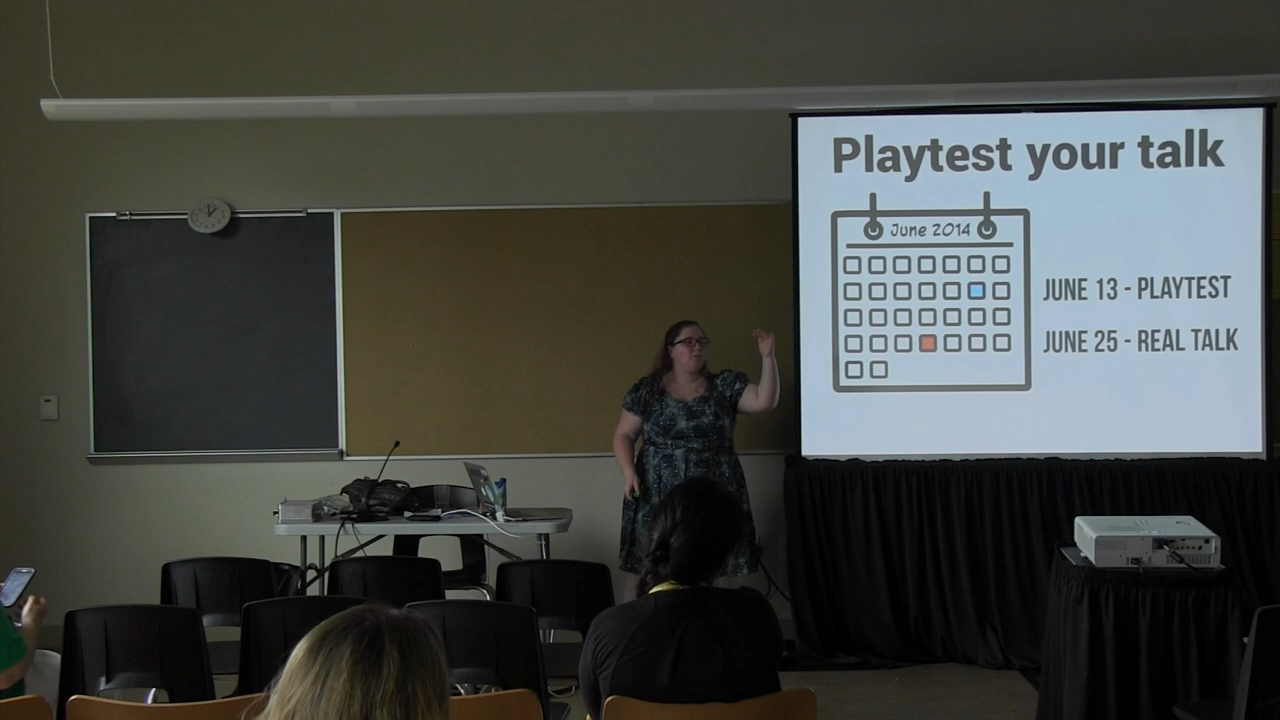 Playtest your talk
June 2014
JUNE 13 - PLAYTEST
JUNE 25 - REAL TALK